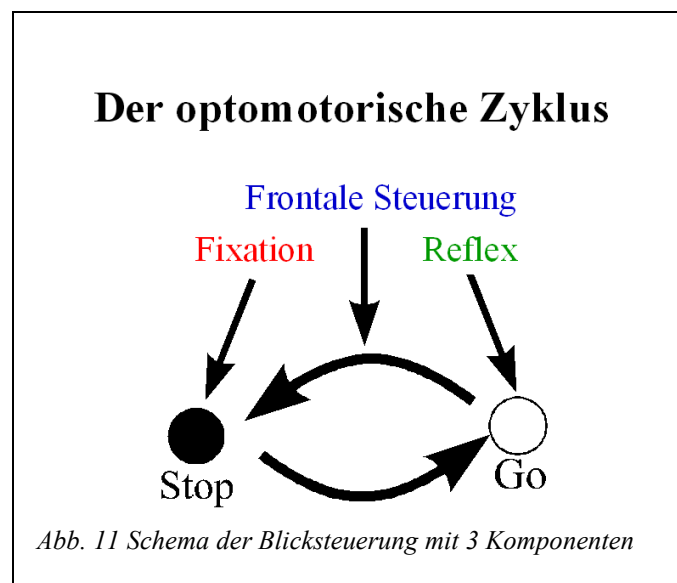 Der optomotorische Zyklus
Frontale Steuerung
Fixation
Reflex
Stop
Go
Abb. 11 Schema der Blicksteuerung mit 3 Komponenten